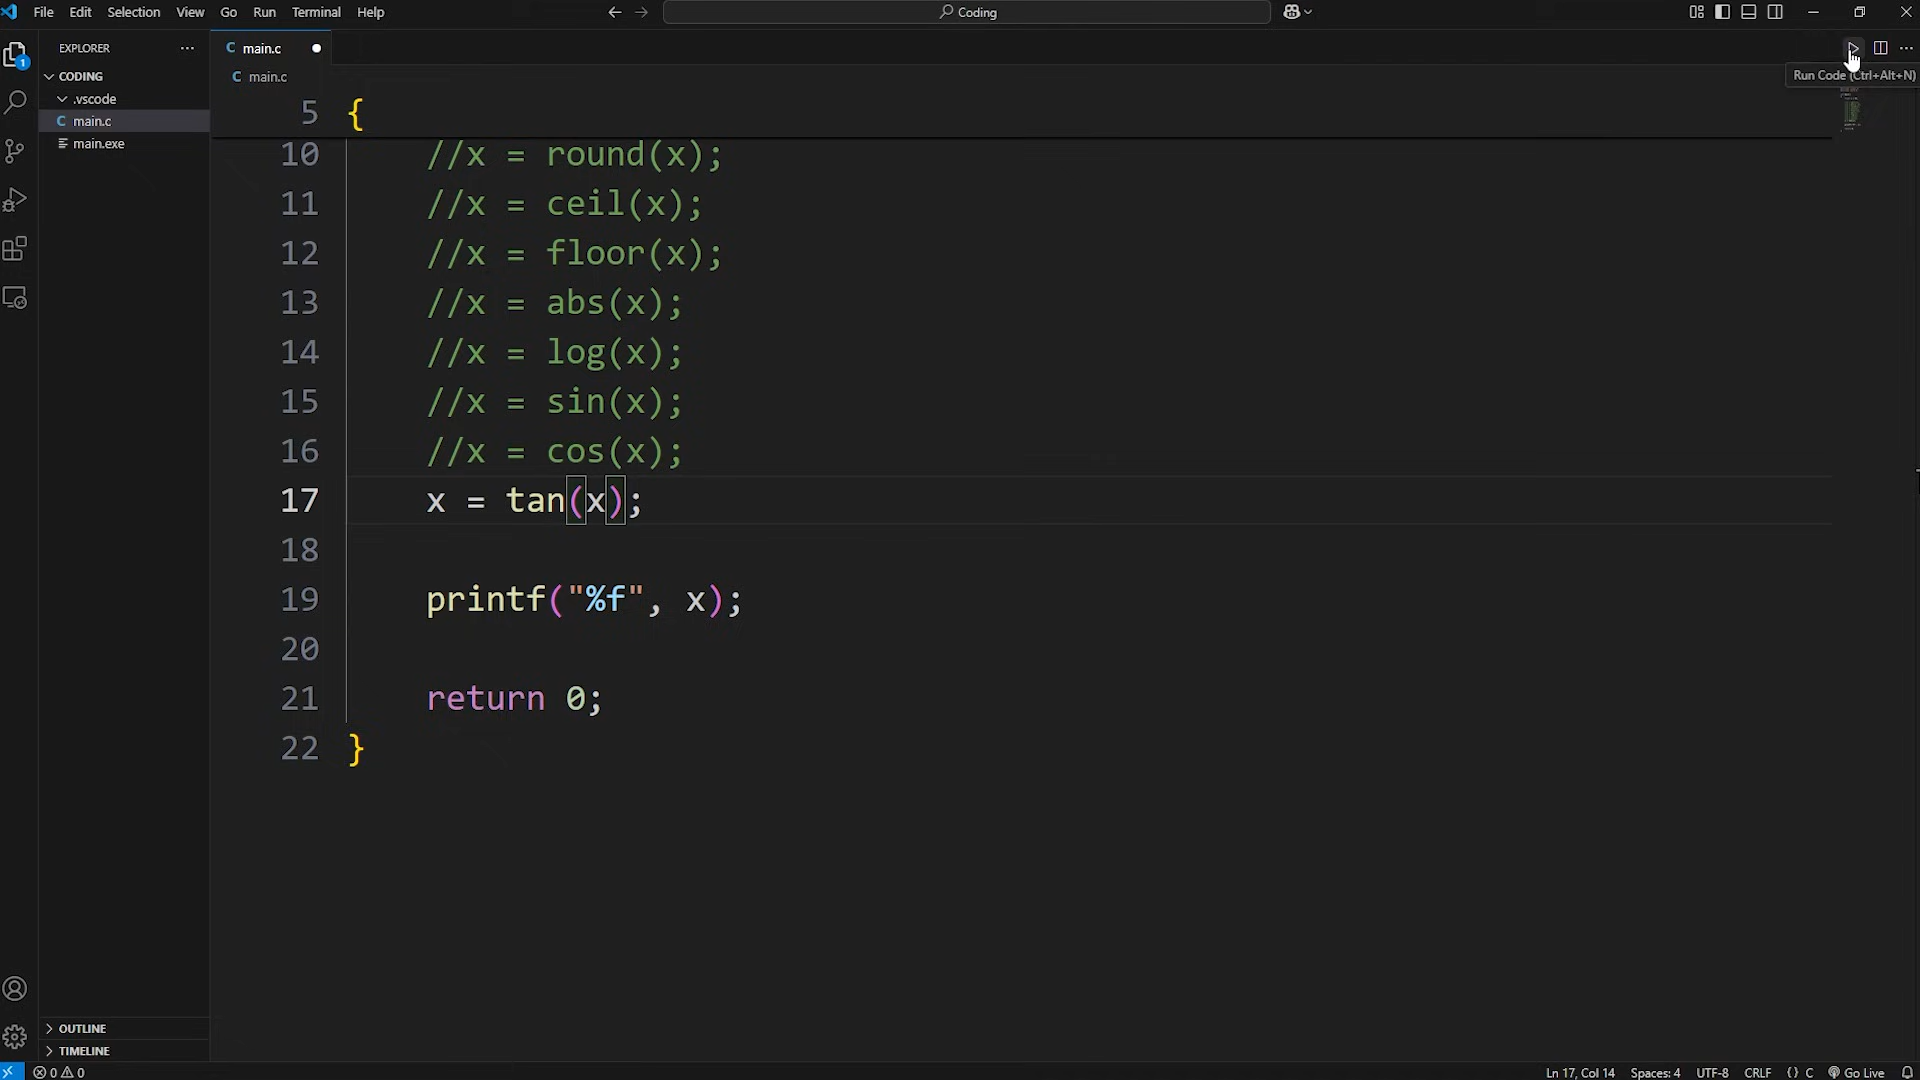 File Edit Selection View Go Run Terminal Help
Coding
EXPLORER
main.c
Run Code (Ctrl+Alt+N)
CODING
.vscode
main.c
main.exe
main.c
5 {
10 //x = round(x);
11 //x = ceil(x);
12 //x = floor(x);
13 //x = abs(x);
14 //x = log(x);
15 //x = sin(x);
16 //x = cos(x);
17 x = tan(x);
18
19 printf("%f", x);
20
21 return 0;
22 }
1
OUTLINE
TIMELINE
0 0
Ln 17, Col 14 Spaces: 4 UTF-8 CRLF {} C Go Live